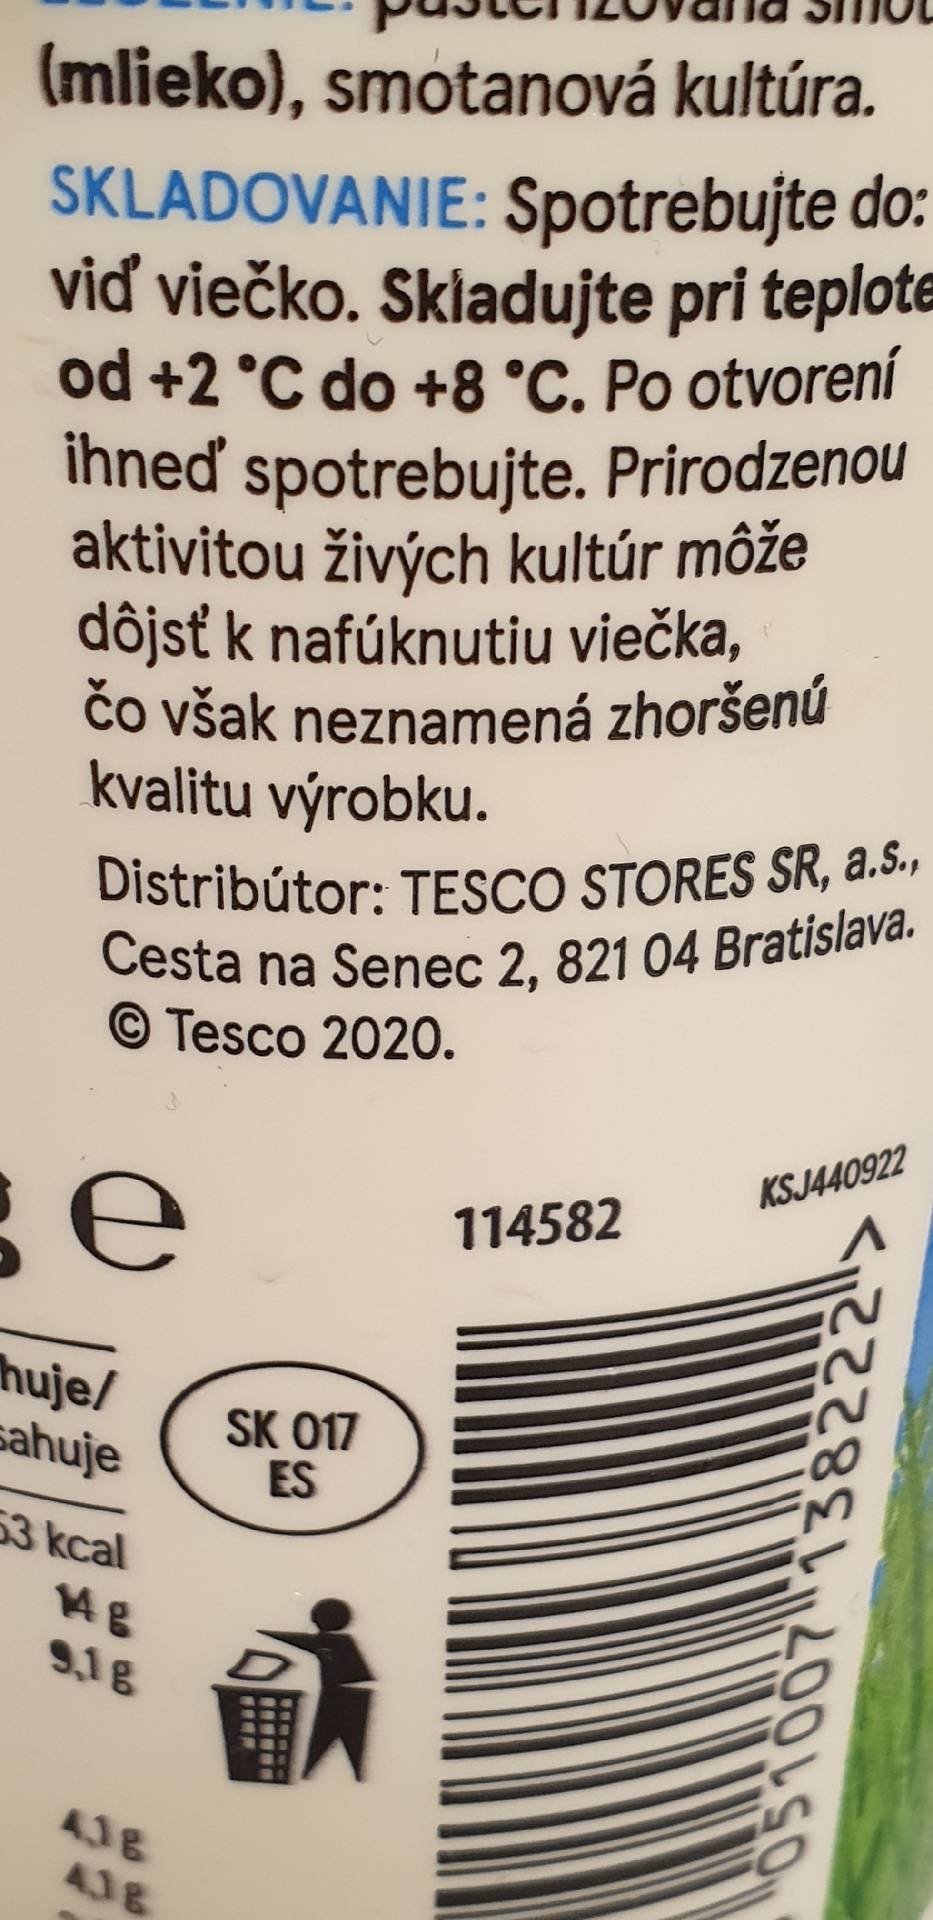 (mlieko), smotanová kultúra.
SKLADOVANIE: Spotrebujte do:
viď viečko. Skladujte pri teplote
od +2 °C do +8 °C. Po otvorení
ihneď spotrebujte. Prirodzenou
aktivitou živých kultúr môže
dôjsť k nafúknutiu viečka,
čo však neznamená zhoršenú
kvalitu výrobku.
Distribútor: TESCO STORES SR, a.s.,
Cesta na Senec 2, 821 04 Bratislava.
© Tesco 2020.
g e
114582
KSJ440922
huje/
sahuje
53 kcal
14 g
9,1 g
4,1 g
4,1 g
SK 017
ES
051007 138222 >